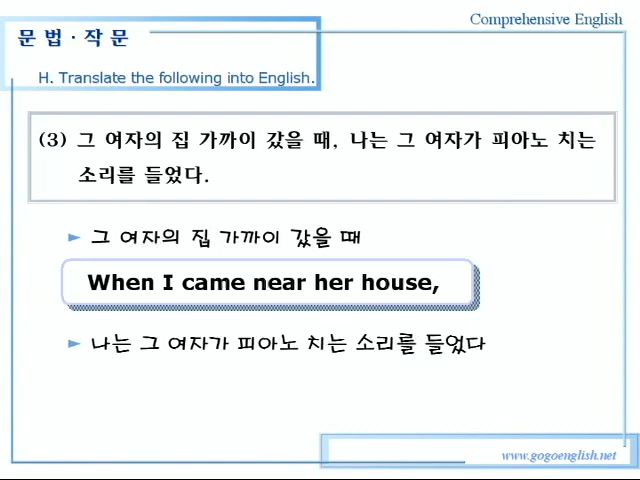 Comprehensive English
문 법 · 작 문
H. Translate the following into English.
(3) 그 여자의 집 가까이 갔을 때, 나는 그 여자가 피아노 치는
소리를 들었다.
► 그 여자의 집 가까이 갔을 때
When I came near her house,
► 나는 그 여자가 피아노 치는 소리를 들었다
www.gogoenglish.net